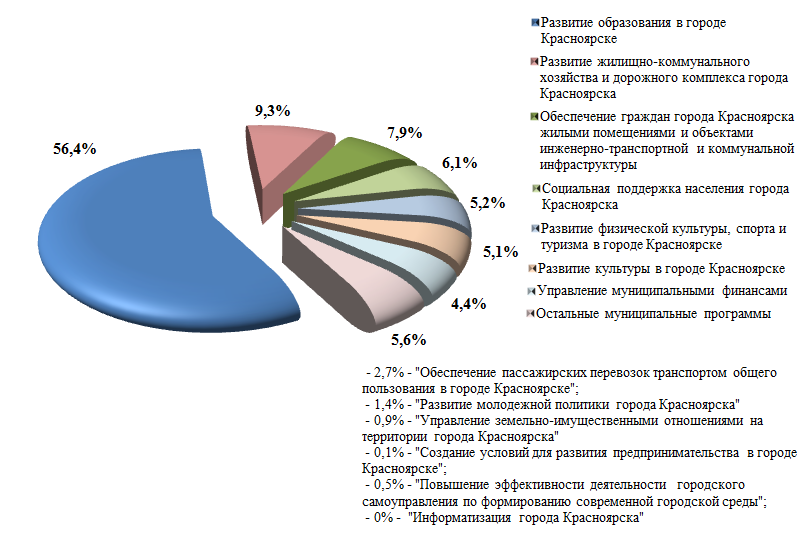 56,4%
9,3%
7,9%
6,1%
5,2%
5,1%
4,4%
5,6%
Развитие образования в городе
Красноярске
Развитие жилищно-коммунального
хозяйства и дорожного комплекса города
Красноярска
Обеспечение граждан города Красноярска
жилыми помещениями и объектами
инженерно-транспортной и коммунальной
инфраструктуры
Социальная поддержка населения города
Красноярска
Развитие физической культуры, спорта и
туризма в городе Красноярске
Развитие культуры в городе Красноярске
Управление муниципальными финансами
Остальные муниципальные программы
- 2,7% - "Обеспечение пассажирских перевозок транспортом общего
пользования в городе Красноярске";
- 1,4% - "Развитие молодежной политики города Красноярска"
- 0,9% - "Управление земельно-имущественными отношениями на
территории города Красноярска"
- 0,1% - "Создание условий для развития предпринимательства в городе
Красноярске";
- 0,5% - "Повышение эффективности деятельности городского
самоуправления по формированию современной городской среды";
- 0% - "Информатизация города Красноярска"